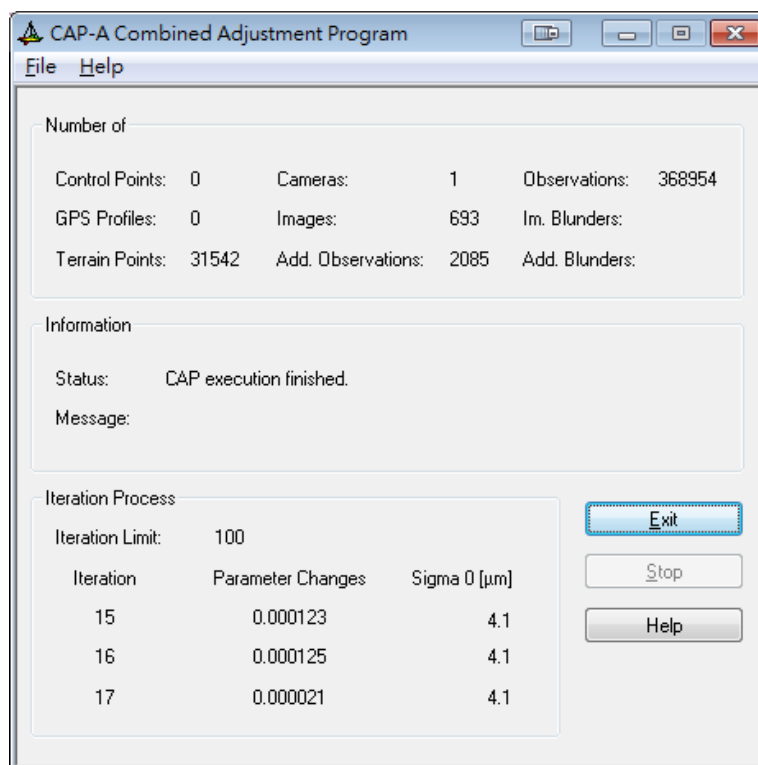 CAP-A Combined Adjustment Program
File Help
Number of
Control Points: 0 Cameras: 1 Observations: 368954
GPS Profiles: 0 Images: 693 Im. Blunders:
Terrain Points: 31542 Add. Observations: 2085 Add. Blunders:
Information
Status: CAP execution finished.
Message:
Iteration Process
Iteration Limit: 100
Iteration Parameter Changes Sigma 0 [µm]
15 0.000123 4.1
16 0.000125 4.1
17 0.000021 4.1
Exit
Stop
Help